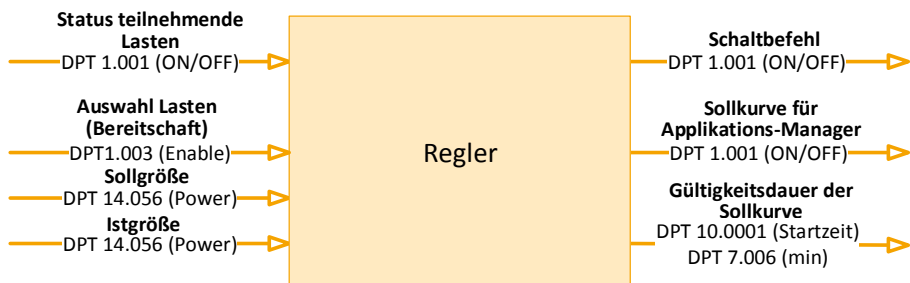 Status teilnehmende
Lasten
DPT 1.001 (ON/OFF)
Auswahl Lasten
(Bereitschaft)
DPT1.003 (Enable)
Sollgröße
DPT 14.056 (Power)
Istgröße
DPT 14.056 (Power)
Regler
Schaltbefehl
DPT 1.001 (ON/OFF)
Sollkurve für
Applikations-Manager
DPT 1.001 (ON/OFF)
Gültigkeitsdauer der
Sollkurve
DPT 10.0001 (Startzeit)
DPT 7.006 (min)